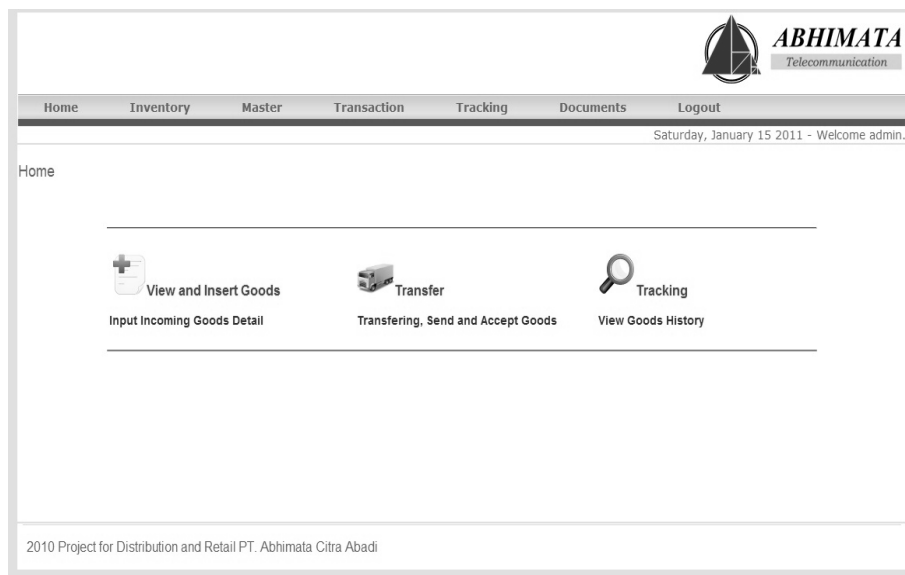 ABHIMATA
Telecommunication
Home Inventory Master Transaction Tracking Documents Logout
Saturday, January 15 2011 - Welcome admin.
Home
View and Insert Goods Transfer Tracking
Input Incoming Goods Detail Transfering, Send and Accept Goods View Goods History
2010 Project for Distribution and Retail PT. Abhimata Citra Abadi